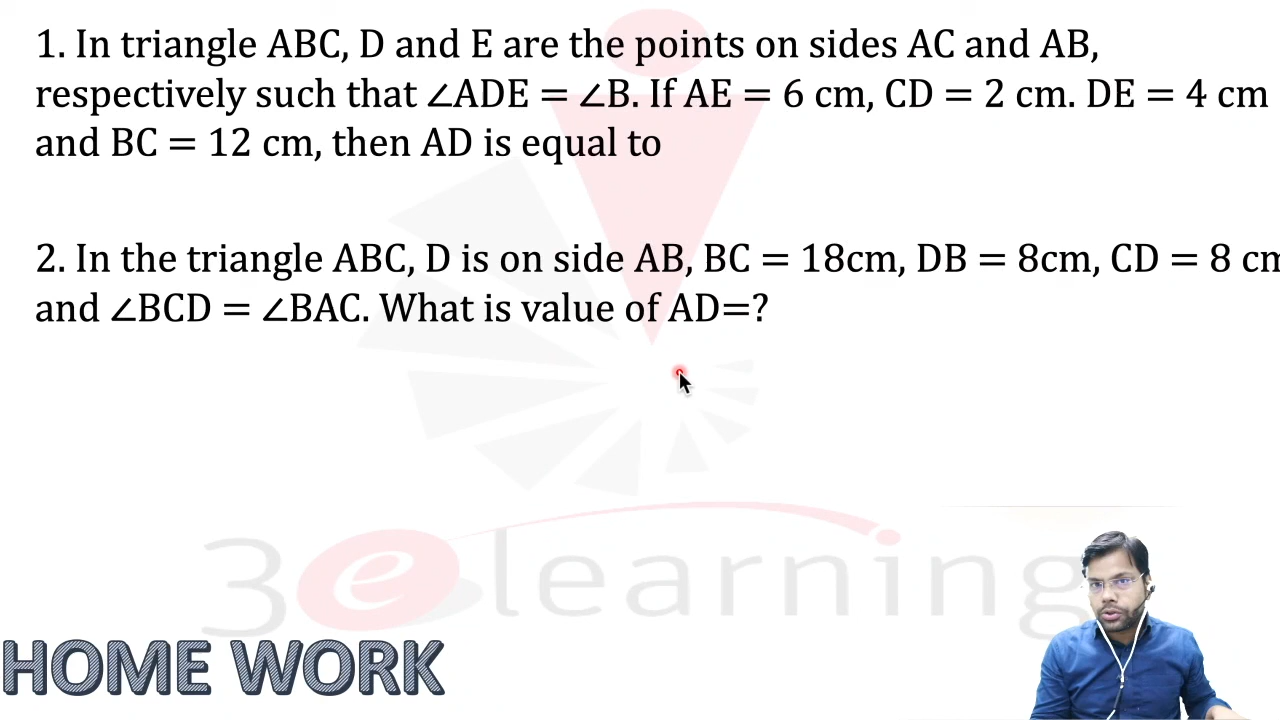 1. In triangle ABC, D and E are the points on sides AC and AB,
respectively such that ∠ADE = ∠B. If AE = 6 cm, CD = 2 cm. DE = 4 cm
and BC = 12 cm, then AD is equal to
2. In the triangle ABC, D is on side AB, BC = 18cm, DB = 8cm, CD = 8 cm
and ∠BCD = ∠BAC. What is value of AD=?
3elearning
HOME WORK